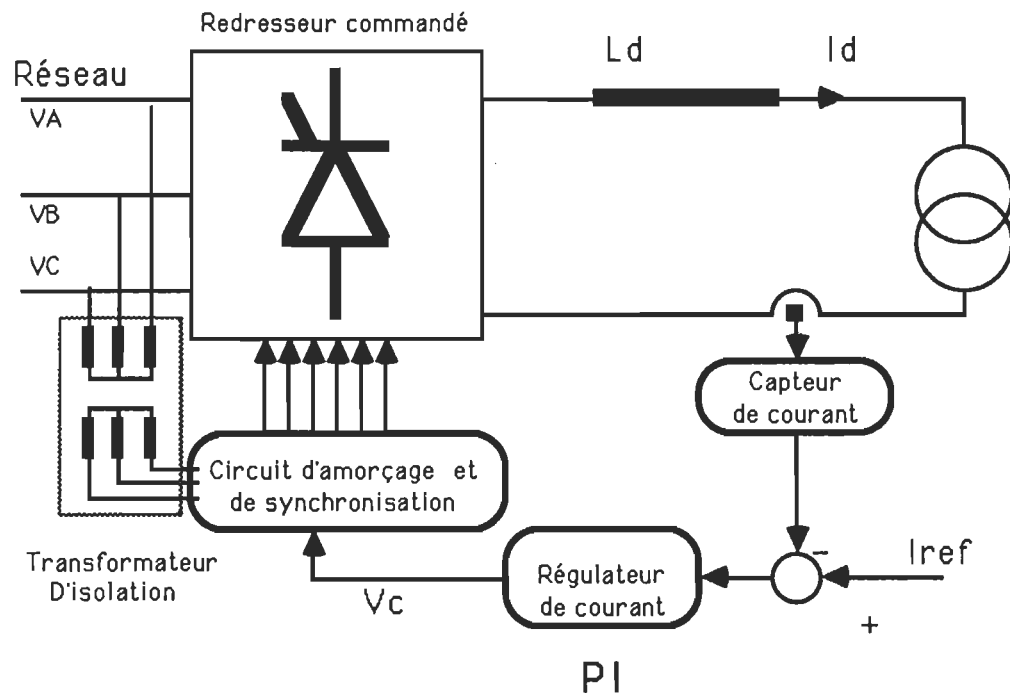 Redresseur commandé
Réseau
Ld
Id
VA
VB
VC
Capteur
de courant
Circuit d'amorçage et
de synchronisation
Transformateur
D'isolation
Vc
Régulateur
de courant
-
Iref
+
PI